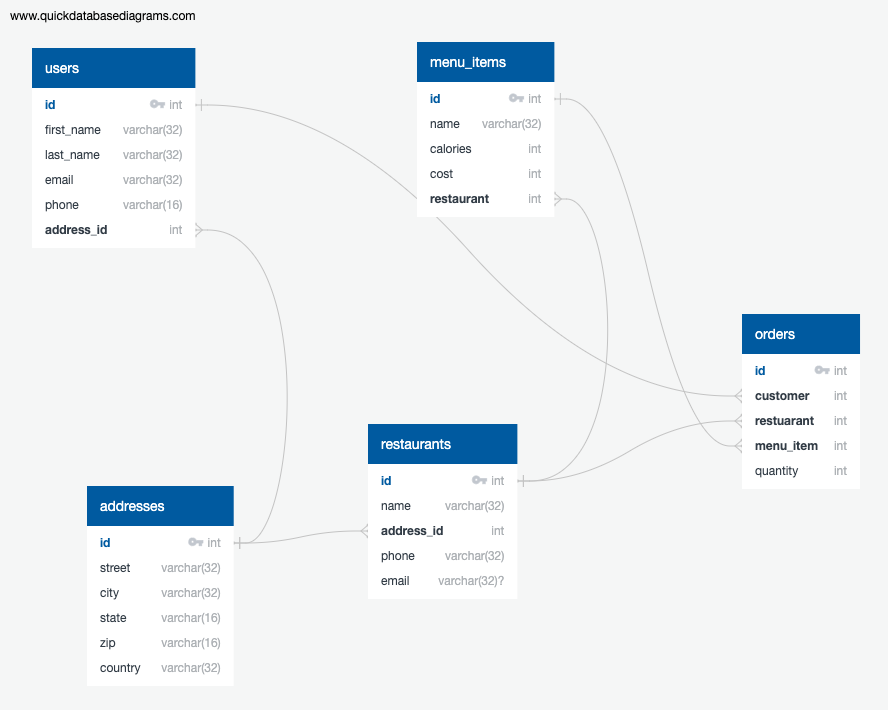 www.quickdatabasediagrams.com
users
id int
first_name varchar(32)
last_name varchar(32)
email varchar(32)
phone varchar(16)
address_id int
menu_items
id int
name varchar(32)
calories int
cost int
restaurant int
orders
id int
customer int
restuarant int
menu_item int
quantity int
restaurants
id int
name varchar(32)
address_id int
phone varchar(32)
email varchar(32)?
addresses
id int
street varchar(32)
city varchar(32)
state varchar(16)
zip varchar(16)
country varchar(32)